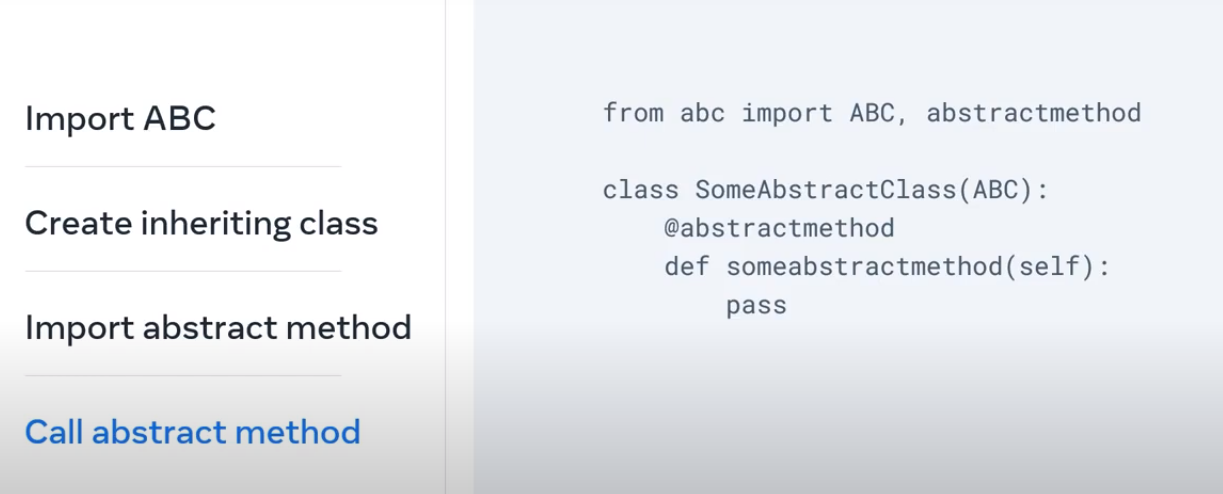 Import ABC
Create inheriting class
Import abstract method
Call abstract method
from abc import ABC, abstractmethod
class SomeAbstractClass(ABC):
    @abstractmethod
    def someabstractmethod(self):
        pass